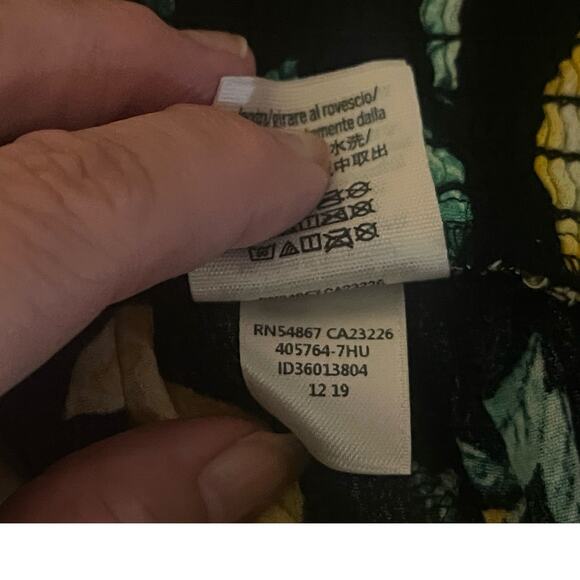 girare al rovescio/
mente dalla
水洗/
中取出
RN54867 CA23226
405764-7HU
ID36013804
12 19